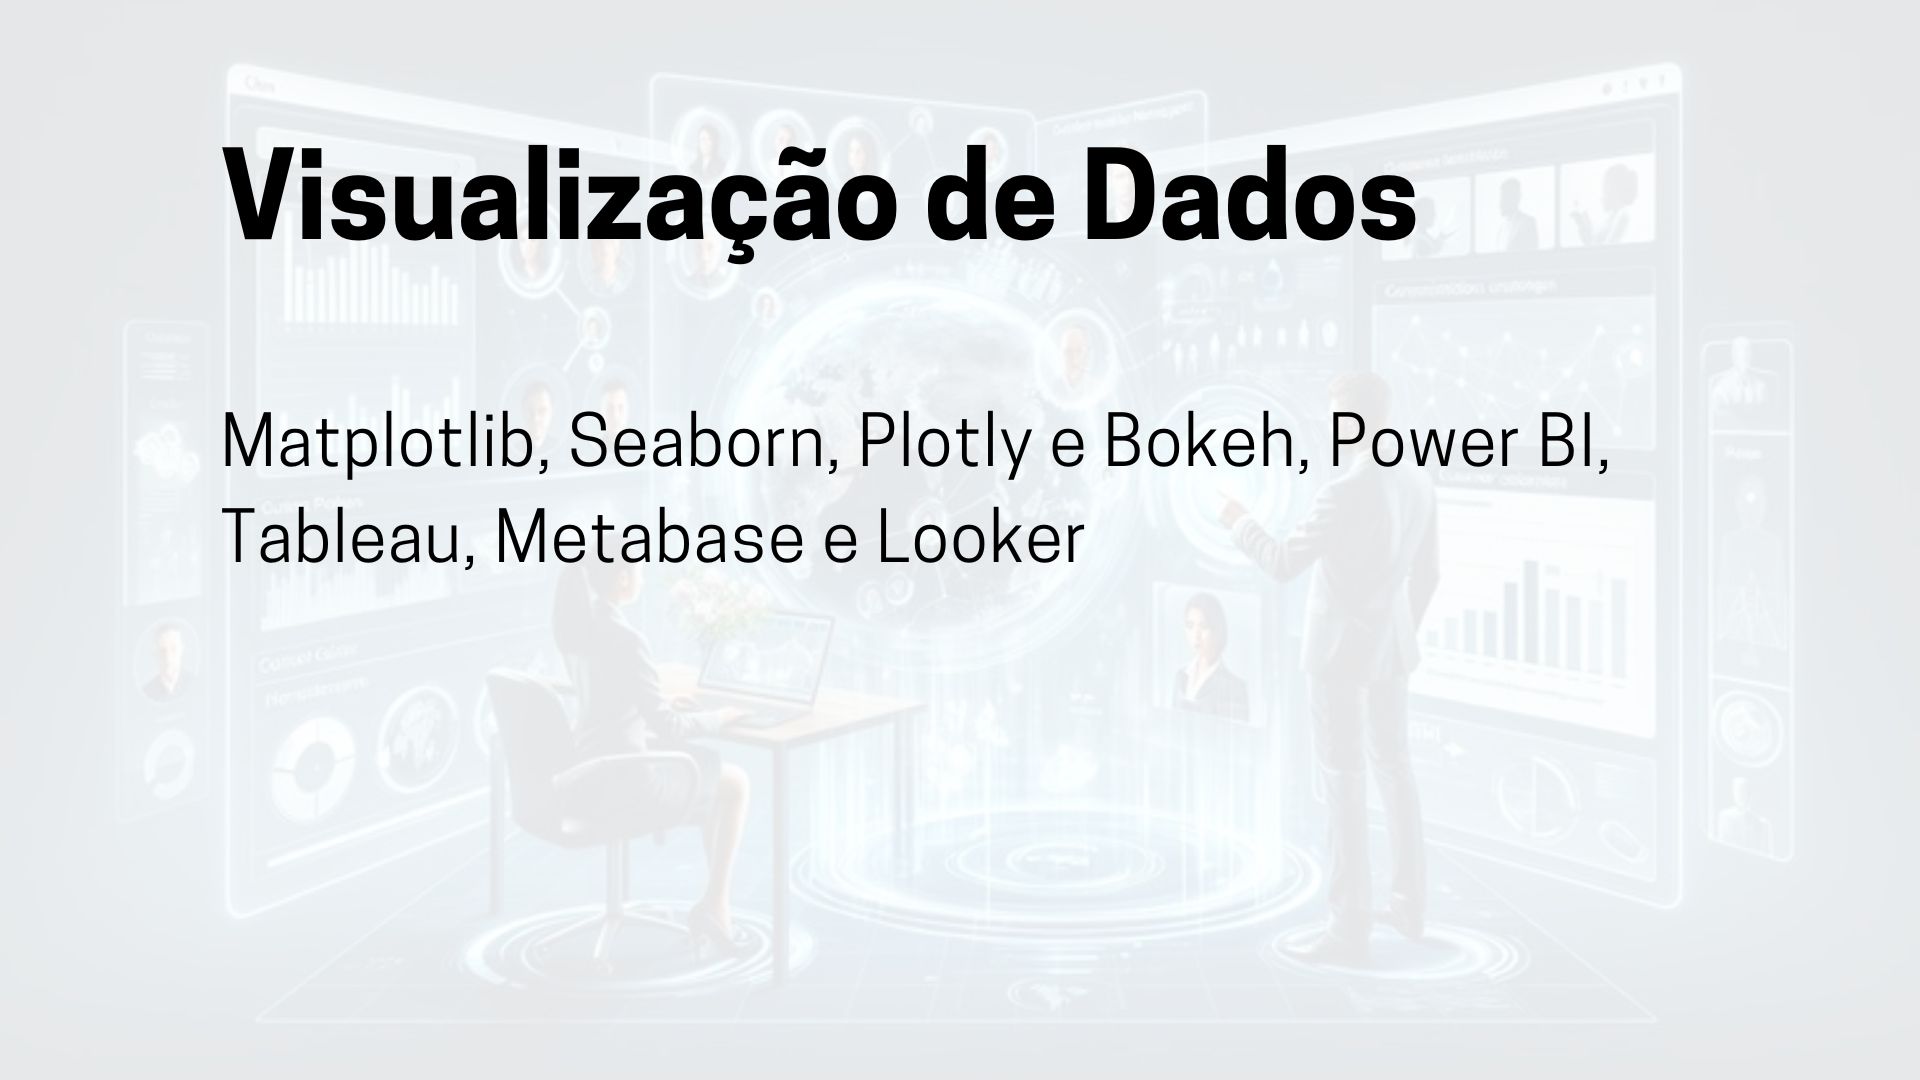 Visualização de Dados
Matplotlib, Seaborn, Plotly e Bokeh, Power BI,
Tableau, Metabase e Looker